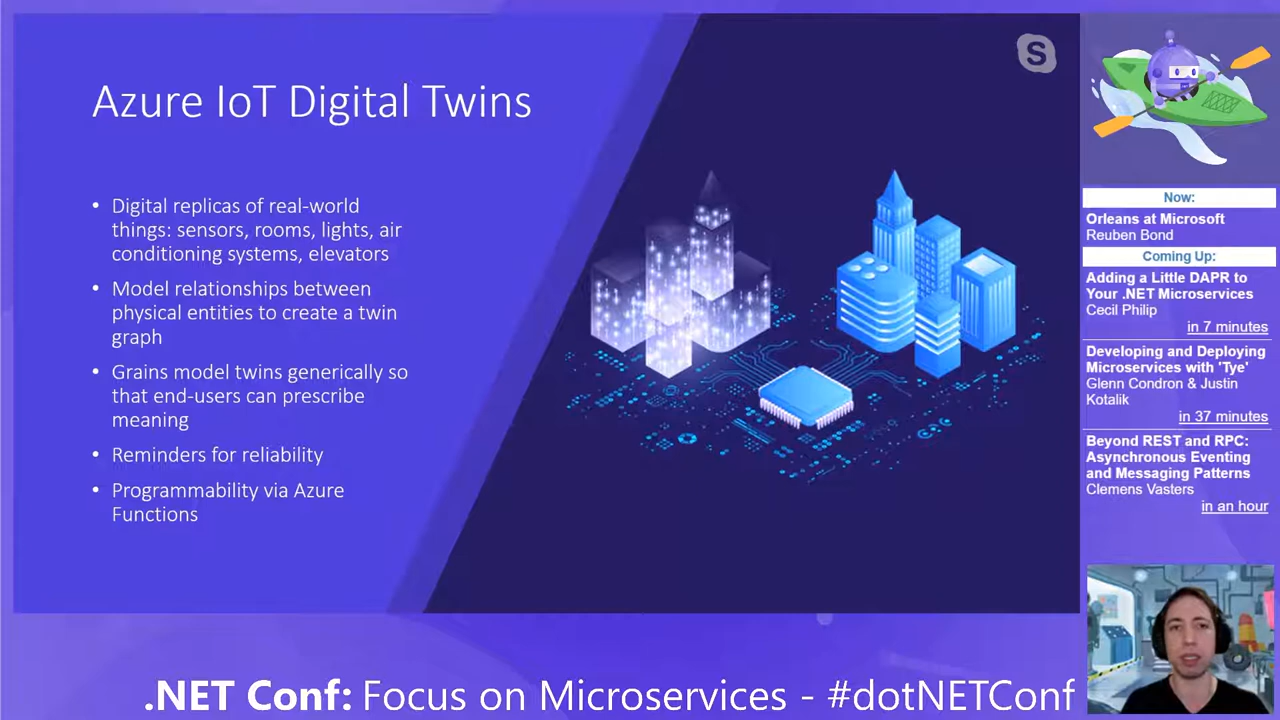 Azure IoT Digital Twins
• Digital replicas of real-world
things: sensors, rooms, lights, air
conditioning systems, elevators
• Model relationships between
physical entities to create a twin
graph
• Grains model twins generically so
that end-users can prescribe
meaning
• Reminders for reliability
• Programmability via Azure
Functions
S
Now:
Orleans at Microsoft
Reuben Bond
Coming Up:
Adding a Little DAPR to
Your .NET Microservices
Cecil Philip
in 7 minutes
Developing and Deploying
Microservices with 'Tye'
Glenn Condron & Justin
Kotalik
in 37 minutes
Beyond REST and RPC:
Asynchronous Eventing
and Messaging Patterns
Clemens Vasters
in an hour
.NET Conf: Focus on Microservices - #dotNETConf